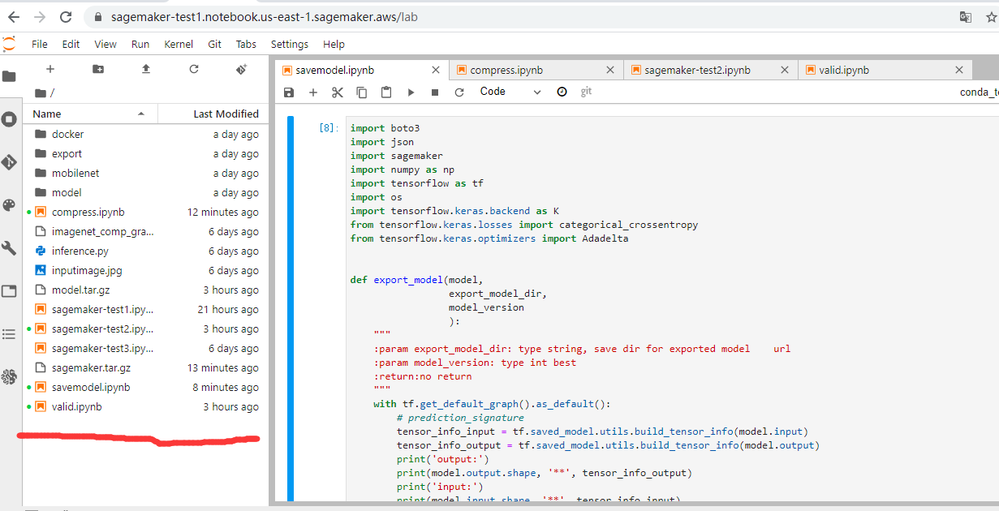 sagemaker-test1.notebook.us-east-1.sagemaker.aws/lab
File Edit View Run Kernel Git Tabs Settings Help
savemodel.ipynb compress.ipynb sagemaker-test2.ipynb valid.ipynb
/
Code git
Name Last Modified
docker a day ago
export a day ago
mobilenet a day ago
model a day ago
compress.ipynb 12 minutes ago
imagenet_comp_gra... 6 days ago
inference.py 6 days ago
inputimage.jpg 6 days ago
model.tar.gz 3 hours ago
sagemaker-test1.ipy... 21 hours ago
sagemaker-test2.ipy... 3 hours ago
sagemaker-test3.ipy... 6 days ago
sagemaker.tar.gz 13 minutes ago
savemodel.ipynb 8 minutes ago
valid.ipynb 3 hours ago
[8]:
import boto3
import json
import sagemaker
import numpy as np
import tensorflow as tf
import os
import tensorflow.keras.backend as K
from tensorflow.keras.losses import categorical_crossentropy
from tensorflow.keras.optimizers import Adadelta
def export_model(model,
export_model_dir,
model_version
):
"""
:param export_model_dir: type string, save dir for exported model    url
:param model_version: type int best
:return:no return
"""
with tf.get_default_graph().as_default():
# prediction_signature
tensor_info_input = tf.saved_model.utils.build_tensor_info(model.input)
tensor_info_output = tf.saved_model.utils.build_tensor_info(model.output)
print('output:')
print(model.output.shape, '**', tensor_info_output)
print('input:')
print(model.input.shape, '**', tensor_info_input)